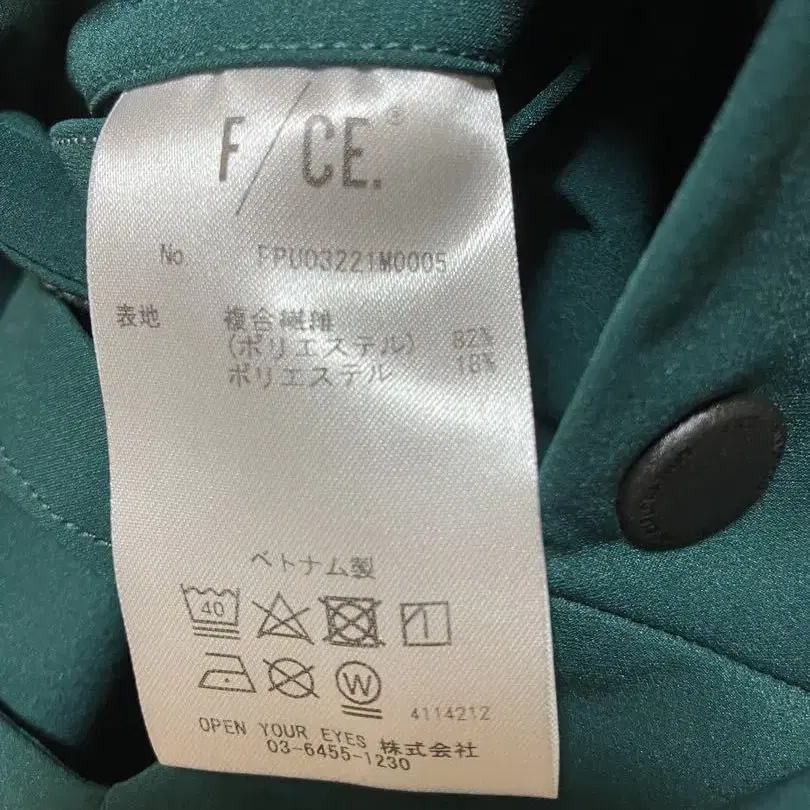 F/CE.®
No FPU03221M0005
表地 複合繊維
(ポリエステル) 82%
ポリエステル 18%
ベトナム製
40
W
4114212
OPEN YOUR EYES 株式会社
03-6455-1230